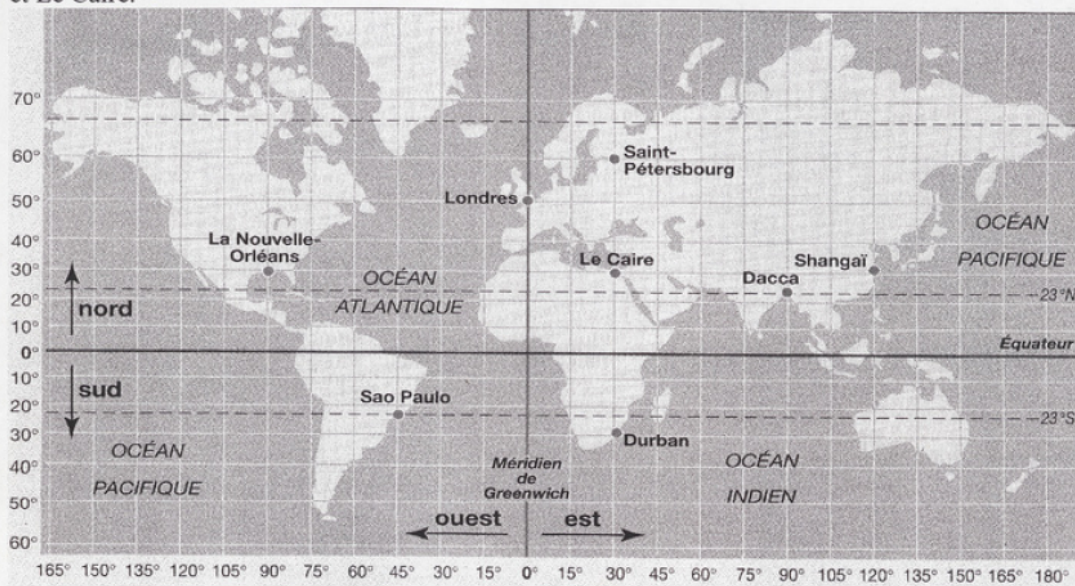 et Le Caire.
70°
60°
Saint-
Pétersbourg
50°
Londres
OCÉAN
PACIFIQUE
40°
La Nouvelle-
Orléans
30°
OCÉAN
ATLANTIQUE
Le Caire
Shangaï
Dacca
nord
20°
23°N
10°
Équateur
0°
10°
sud
Sao Paulo
20°
23°S
30°
Durban
OCÉAN
PACIFIQUE
Méridien
de
Greenwich
OCÉAN
INDIEN
40°
50°
ouest
est
60°
165° 150° 135° 120° 105° 90° 75° 60° 45° 30° 15° 0° 15° 30° 45° 60° 75° 90° 105° 120° 135° 150° 165° 180°